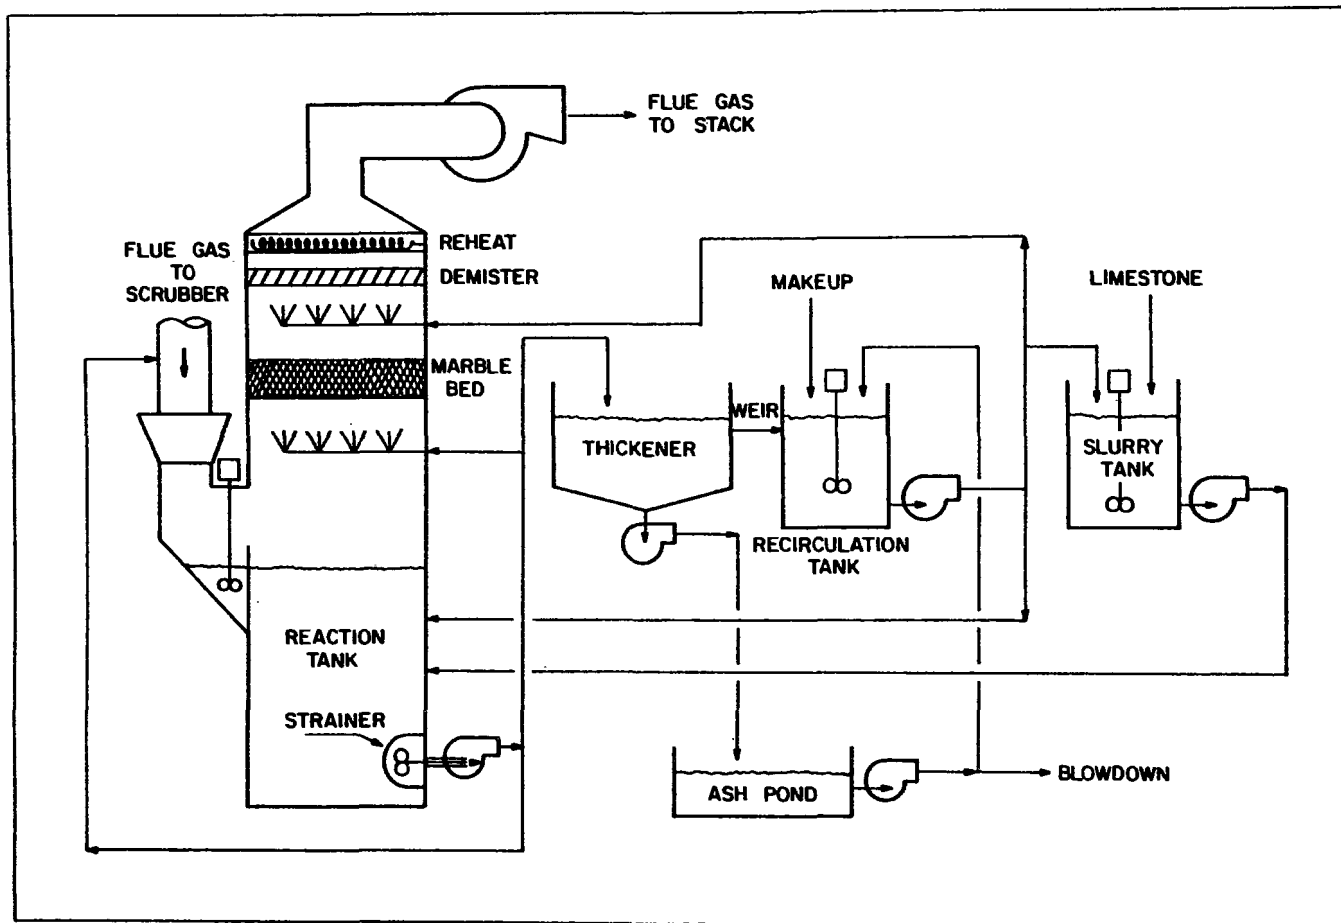 FLUE GAS
TO STACK
FLUE GAS
TO
SCRUBBER
REHEAT
DEMISTER
MAKEUP
LIMESTONE
MARBLE
BED
WEIR
THICKENER
SLURRY
TANK
RECIRCULATION
TANK
REACTION
TANK
STRAINER
ASH POND
BLOWDOWN